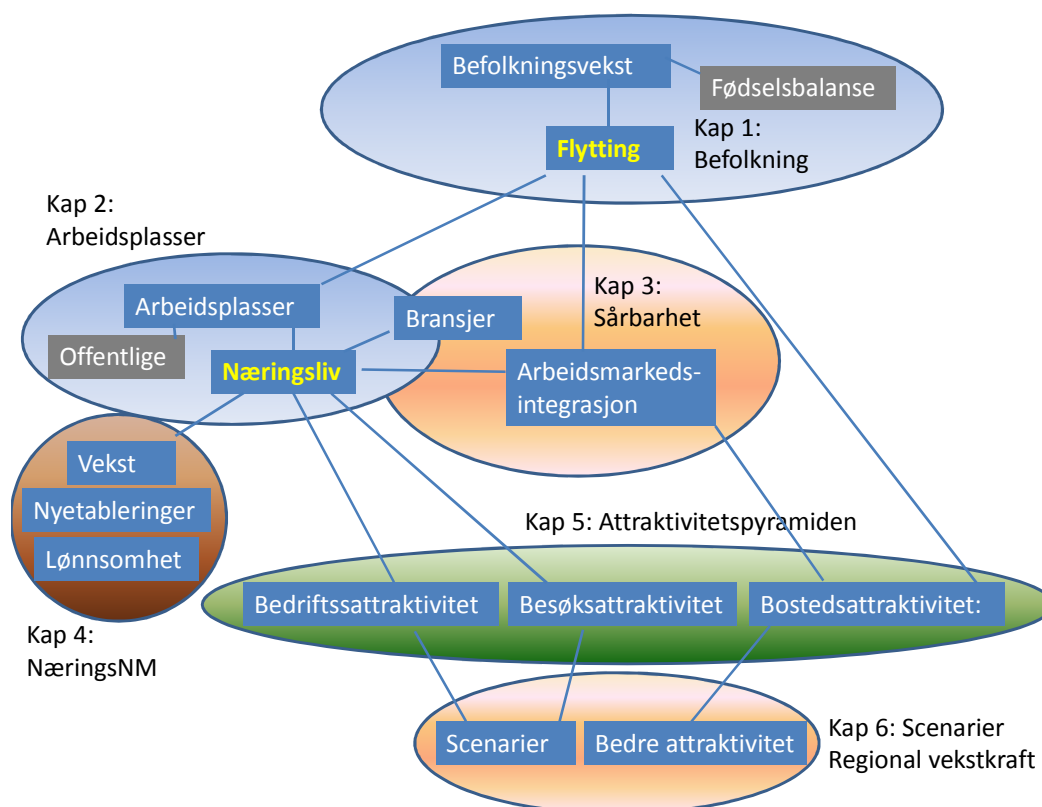 Befolkningsvekst
Fødselsbalanse
Kap 1:
Befolkning
Flytting
Kap 2:
Arbeidsplasser
Arbeidsplasser
Offentlige
Næringsliv
Bransjer
Kap 3:
Sårbarhet
Arbeidsmarkeds-
integrasjon
Vekst
Nyetableringer
Lønnsomhet
Kap 4:
NæringsNM
Kap 5: Attraktivitetspyramiden
Bedriftssattraktivitet
Besøksattraktivitet
Bostedsattraktivitet:
Scenarier
Bedre attraktivitet
Kap 6: Scenarier
Regional vekstkraft